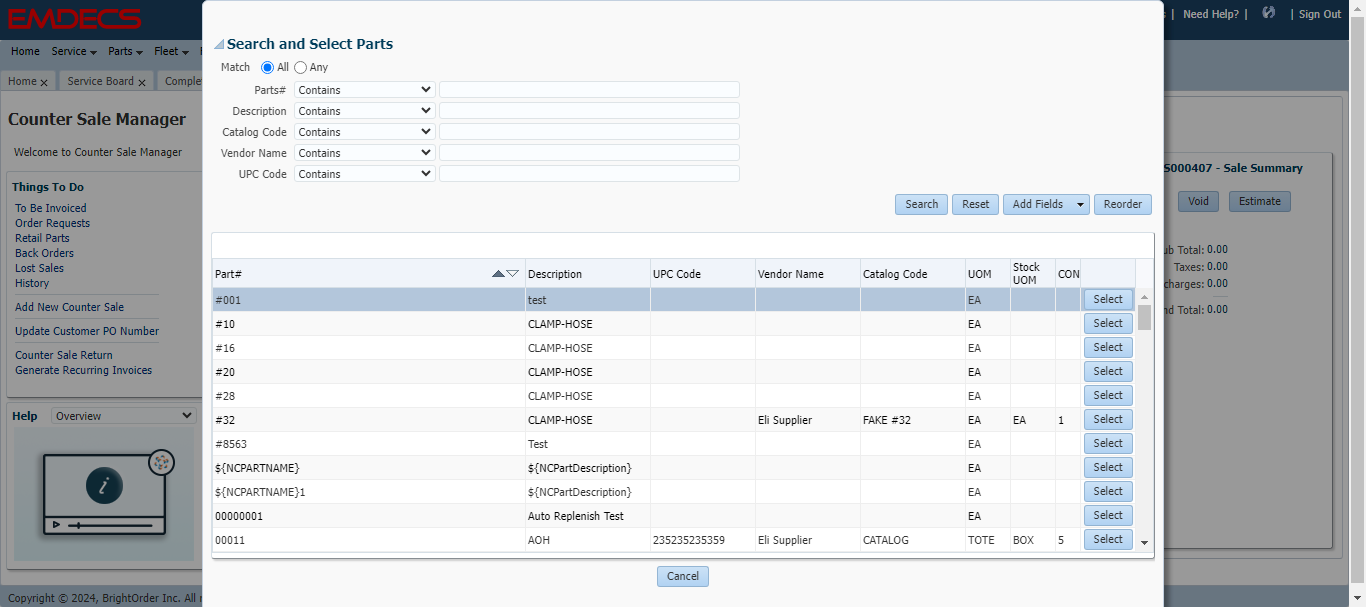 EMDECS
| Need Help? | | Sign Out
Home Service Parts Fleet
Home Service Board
Counter Sale Manager
Welcome to Counter Sale Manager
Things To Do
To Be Invoiced
Order Requests
Retail Parts
Back Orders
Lost Sales
History
Add New Counter Sale
Update Customer PO Number
Counter Sale Return
Generate Recurring Invoices
Help Overview
Copyright © 2024, BrightOrder Inc. All
Search and Select Parts
Match All Any
Parts# Contains
Description Contains
Catalog Code Contains
Vendor Name Contains
UPC Code Contains
Search Reset Add Fields Reorder
Part# Description UPC Code Vendor Name Catalog Code UOM Stock UOM CON
#001 test EA Select
#10 CLAMP-HOSE EA Select
#16 CLAMP-HOSE EA Select
#20 CLAMP-HOSE EA Select
#28 CLAMP-HOSE EA Select
#32 CLAMP-HOSE Eli Supplier FAKE #32 EA EA 1 Select
#8563 Test EA Select
${NCPARTNAME} ${NCPartDescription} EA Select
${NCPARTNAME}1 ${NCPartDescription} EA Select
00000001 Auto Replenish Test EA Select
00011 AOH 235235235359 Eli Supplier CATALOG TOTE BOX 5 Select
Cancel
S000407 - Sale Summary
Void Estimate
Total: 0.00
Taxes: 0.00
charges: 0.00
Total: 0.00